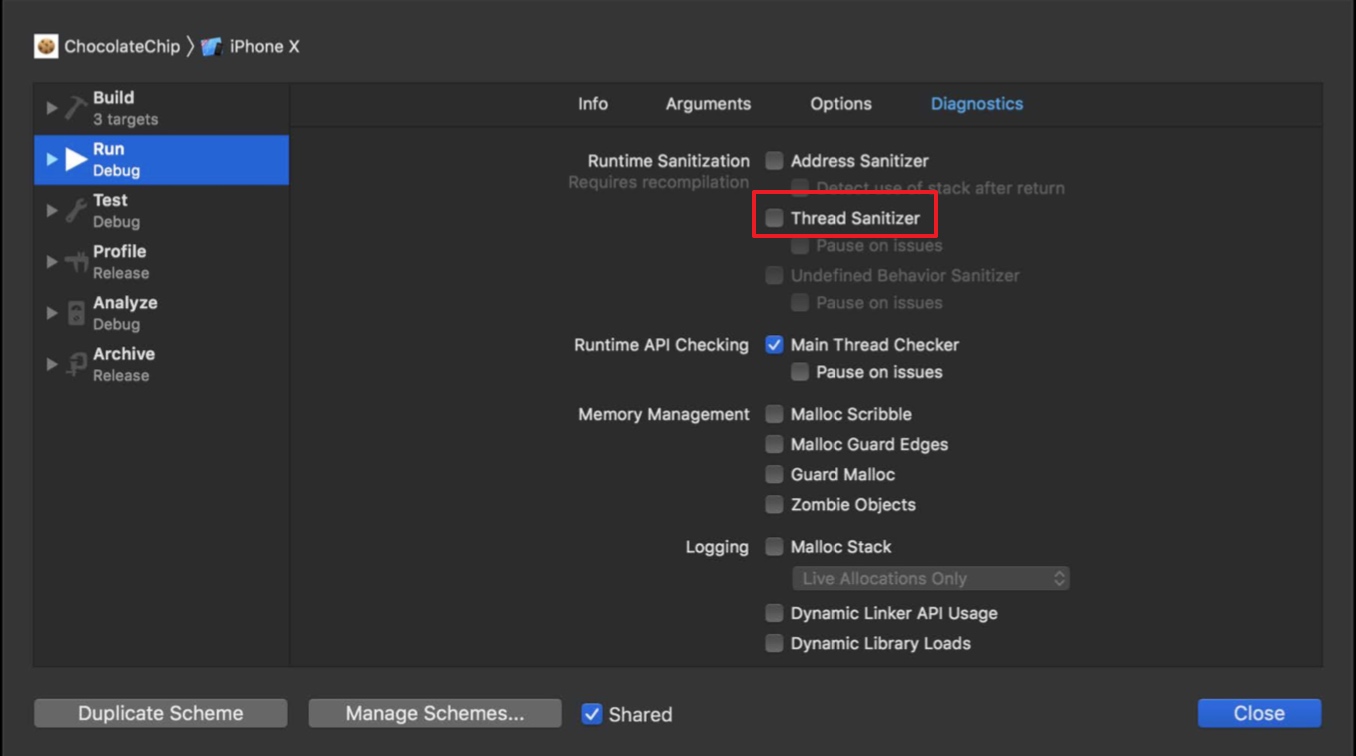 ChocolateChip 〉 iPhone X
Build
3 targets
Run
Debug
Test
Debug
Profile
Release
Analyze
Debug
Archive
Release
Info Arguments Options Diagnostics
Runtime Sanitization Address Sanitizer
Requires recompilation Detect use of stack after return
Thread Sanitizer
Pause on issues
Undefined Behavior Sanitizer
Pause on issues
Runtime API Checking Main Thread Checker
Pause on issues
Memory Management Malloc Scribble
Malloc Guard Edges
Guard Malloc
Zombie Objects
Logging Malloc Stack
Live Allocations Only
Dynamic Linker API Usage
Dynamic Library Loads
Duplicate Scheme Manage Schemes... Shared Close